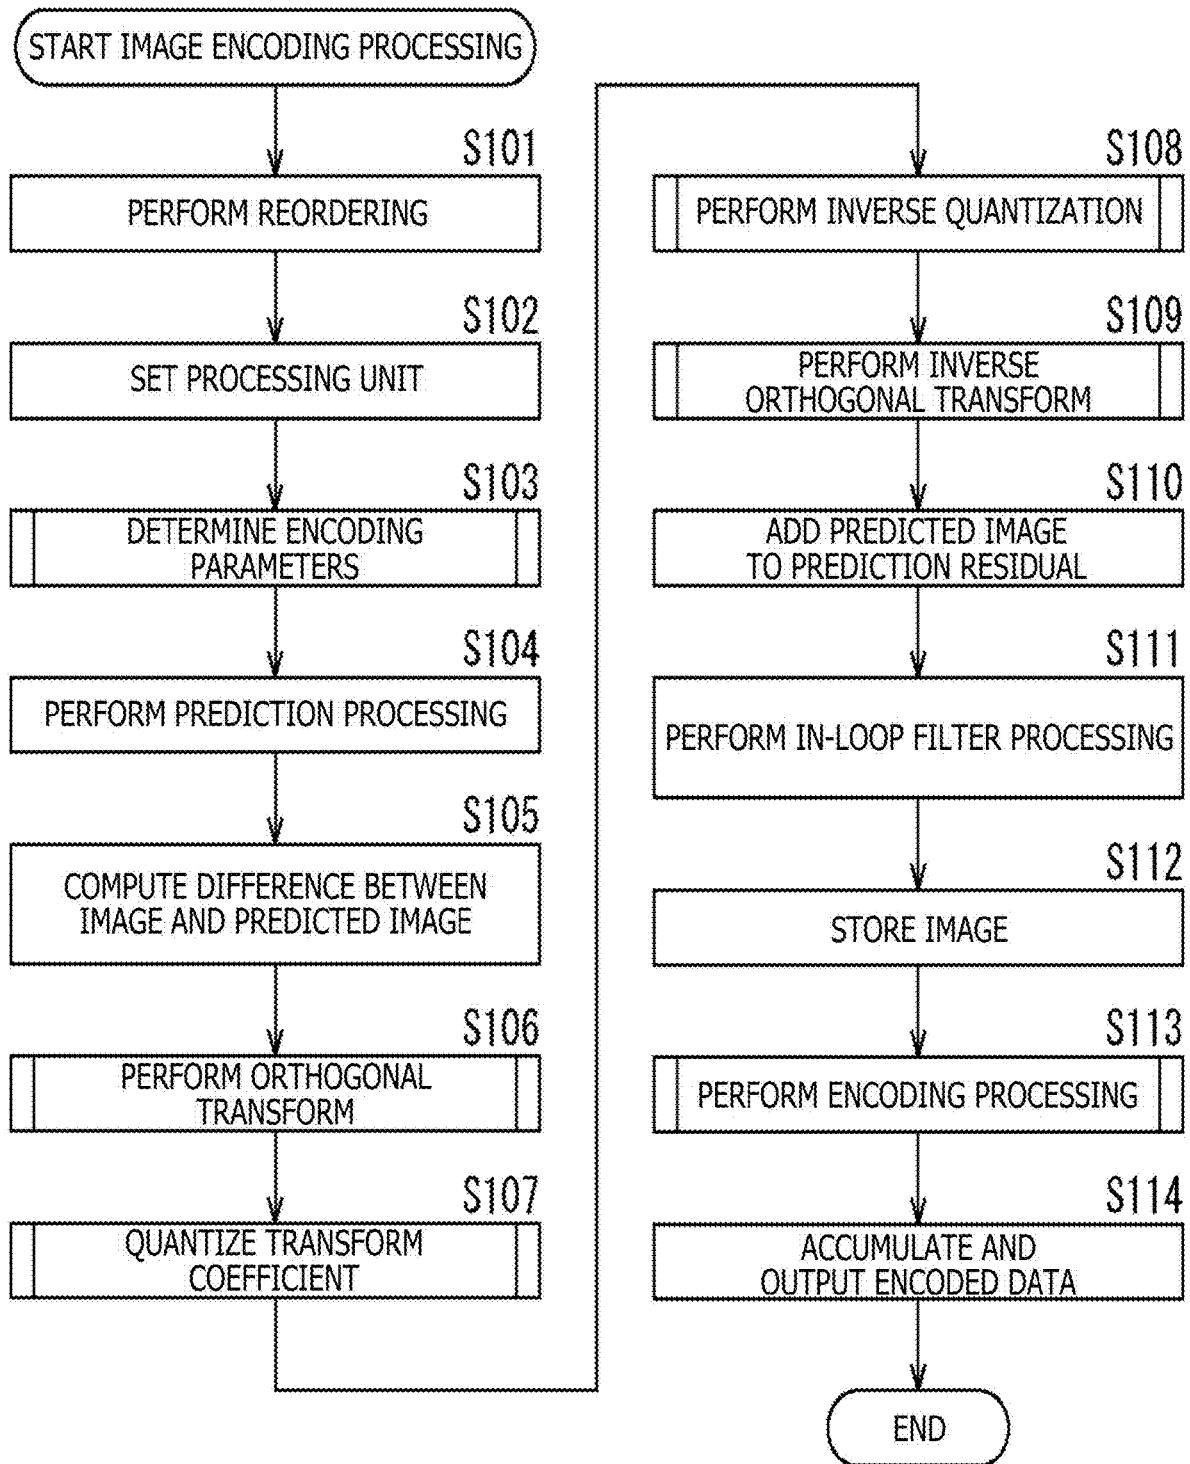 START IMAGE ENCODING PROCESSING
S101
PERFORM REORDERING
S102
SET PROCESSING UNIT
S103
DETERMINE ENCODING
PARAMETERS
S104
PERFORM PREDICTION PROCESSING
S105
COMPUTE DIFFERENCE BETWEEN
IMAGE AND PREDICTED IMAGE
S106
PERFORM ORTHOGONAL
TRANSFORM
S107
QUANTIZE TRANSFORM
COEFFICIENT
S108
PERFORM INVERSE QUANTIZATION
S109
PERFORM INVERSE
ORTHOGONAL TRANSFORM
S110
ADD PREDICTED IMAGE
TO PREDICTION RESIDUAL
S111
PERFORM IN-LOOP FILTER PROCESSING
S112
STORE IMAGE
S113
PERFORM ENCODING PROCESSING
S114
ACCUMULATE AND
OUTPUT ENCODED DATA
END